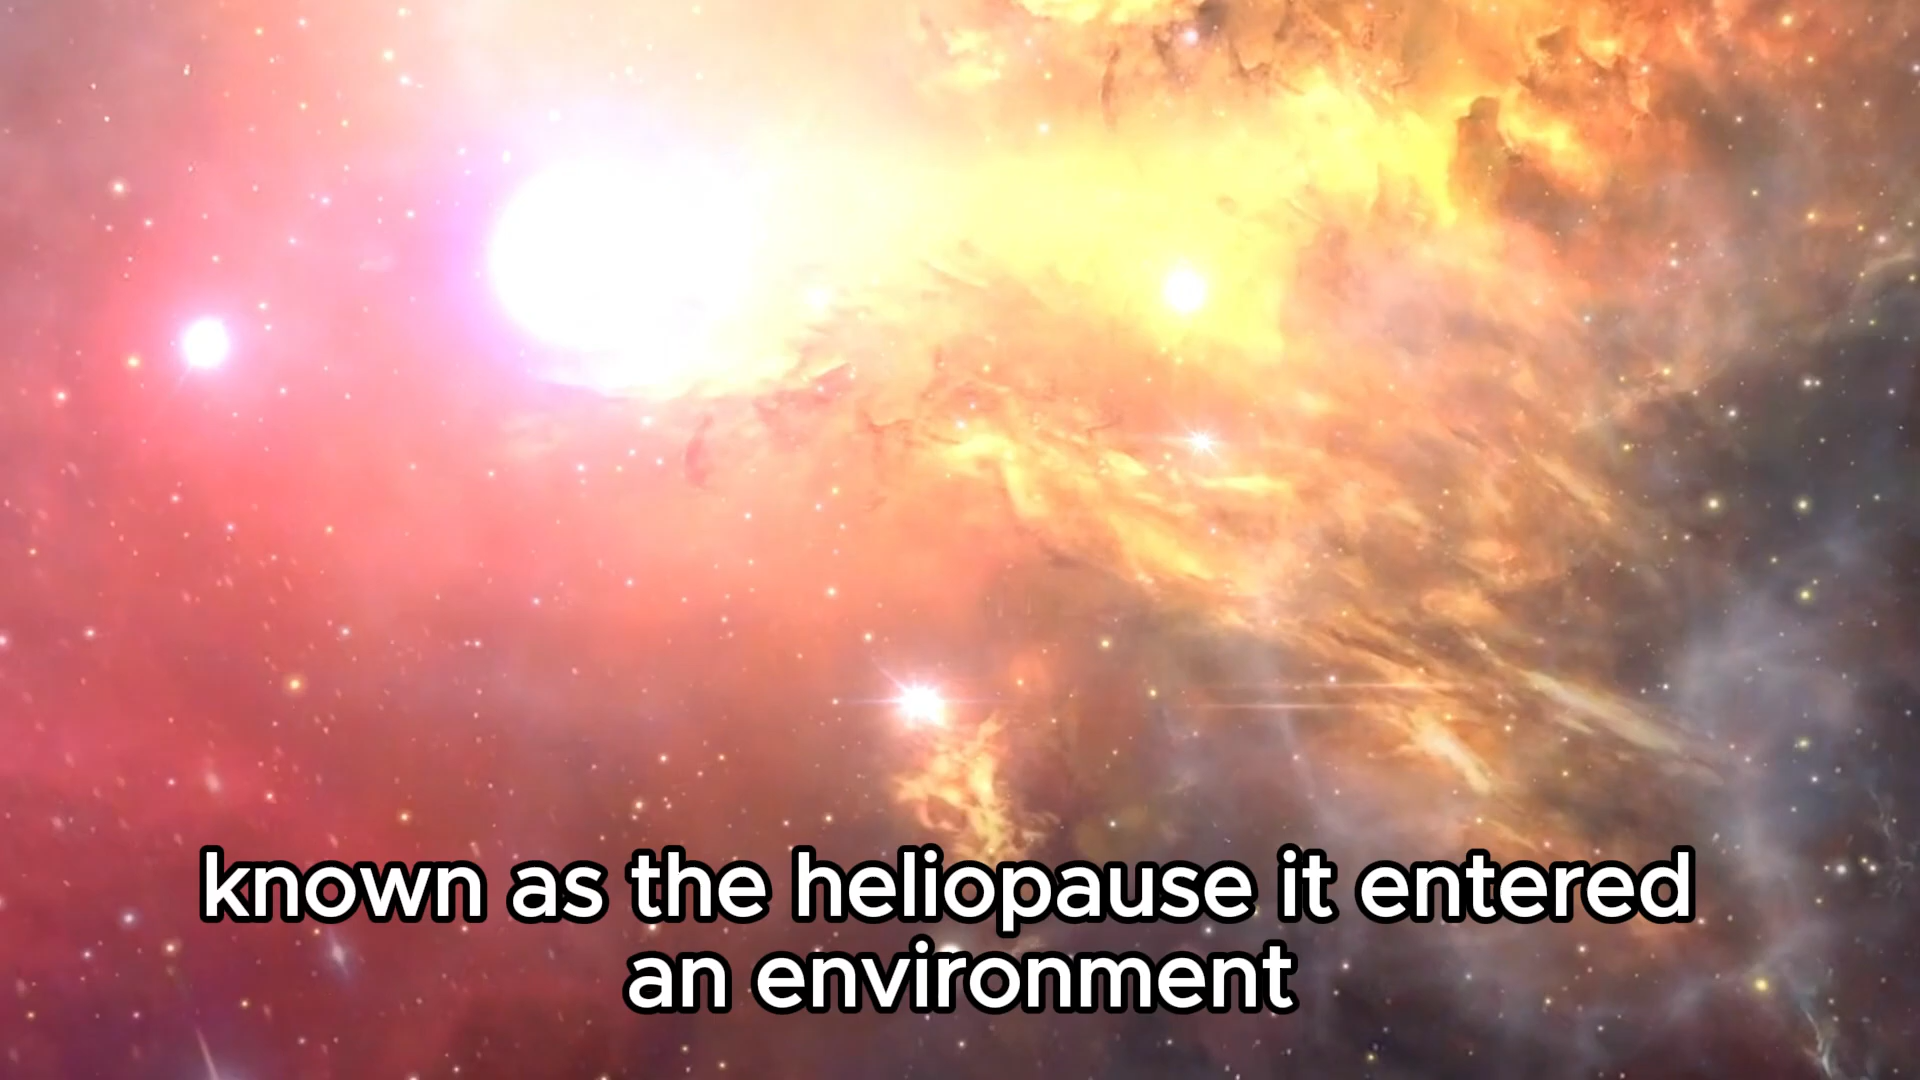 known as the heliopause it entered
an environment